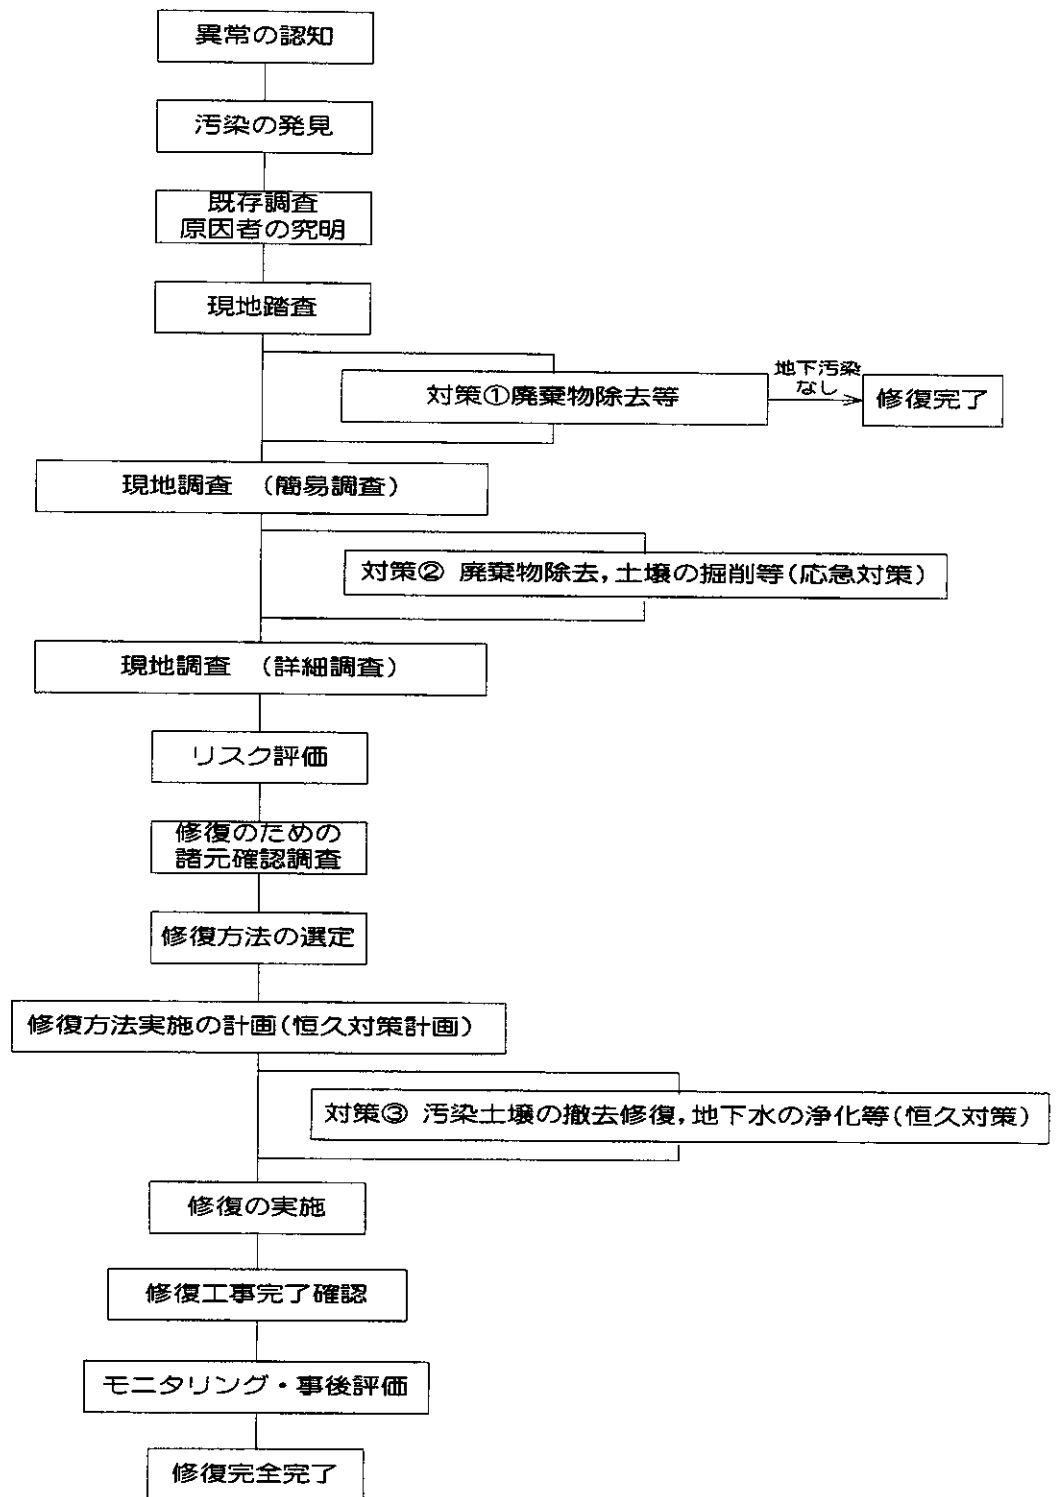 異常の認知
汚染の発見
既存調査
原因者の究明
現地踏査
対策①廃棄物除去等
地下汚染
なし
修復完了
現地調査 (簡易調査)
対策② 廃棄物除去,土壌の掘削等(応急対策)
現地調査 (詳細調査)
リスク評価
修復のための
諸元確認調査
修復方法の選定
修復方法実施の計画(恒久対策計画)
対策③ 汚染土壌の撤去修復,地下水の浄化等(恒久対策)
修復の実施
修復工事完了確認
モニタリング・事後評価
修復完全完了